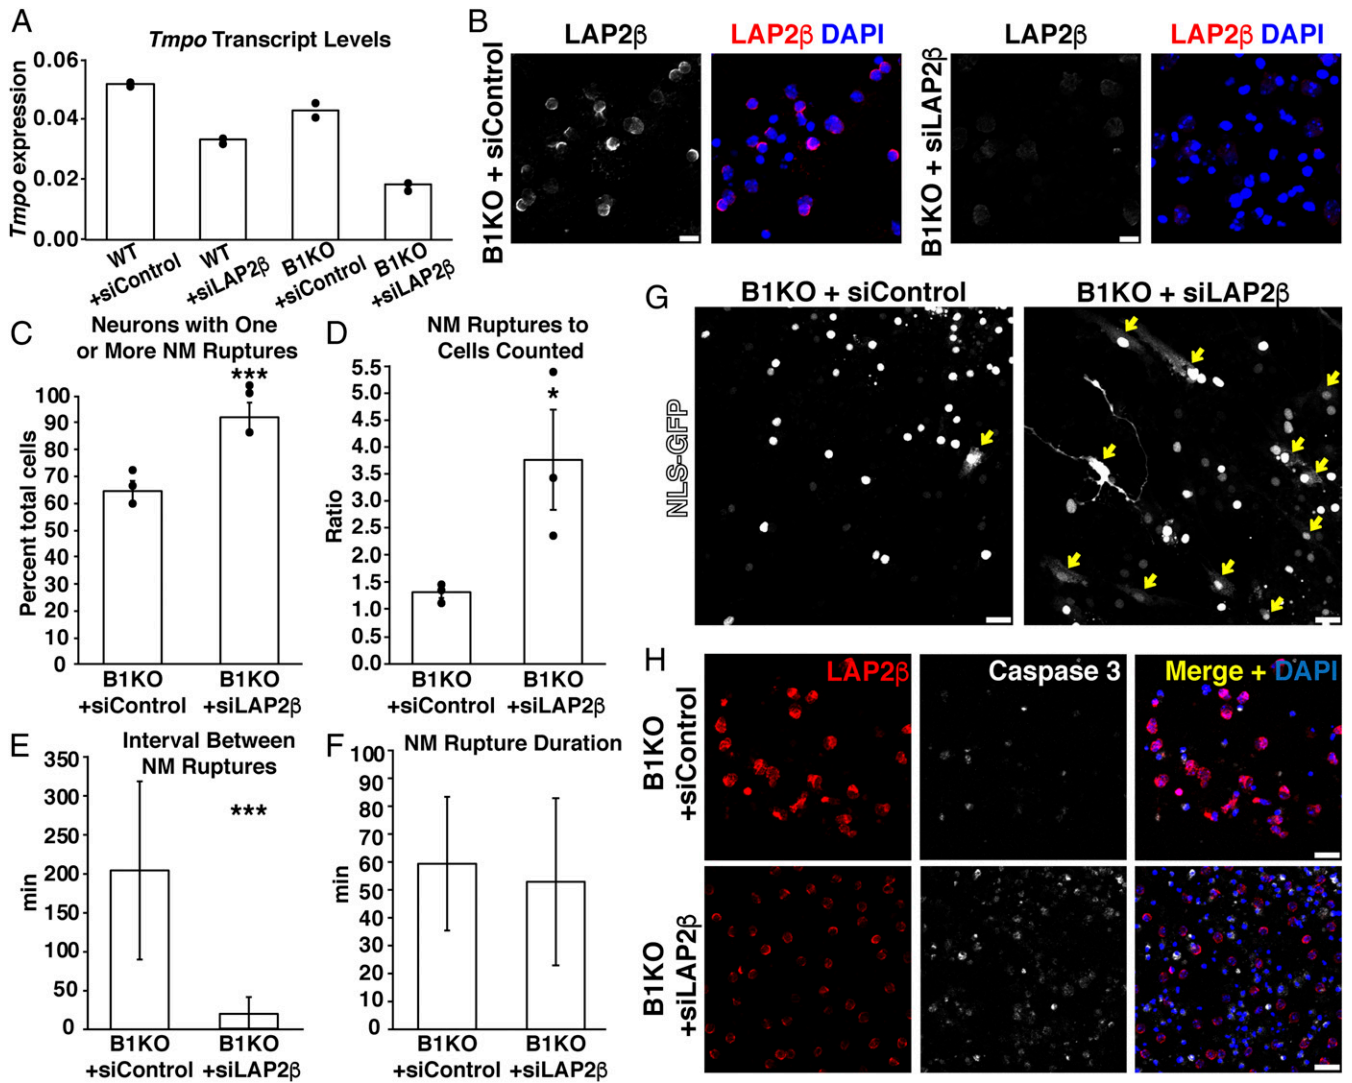 A
Tmpo Transcript Levels
Tmpo expression
0.06
0.04
0.02
0.00
WT
+siControl
WT
+siLAP2β
B1KO
+siControl
B1KO
+siLAP2β
B
B1KO + siControl
LAP2β
LAP2β DAPI
B1KO + siLAP2β
LAP2β
LAP2β DAPI
C
Neurons with One
or More NM Ruptures
***
Percent total cells
100
90
80
70
60
50
40
30
20
10
0
B1KO
+siControl
B1KO
+siLAP2β
D
NM Ruptures to
Cells Counted
*
Ratio
5.5
5.0
4.5
4.0
3.5
3.0
2.5
2.0
1.5
1.0
0.5
0.0
B1KO
+siControl
B1KO
+siLAP2β
E
Interval Between
NM Ruptures
***
min
350
300
250
200
150
100
50
0
B1KO
+siControl
B1KO
+siLAP2β
F
NM Rupture Duration
min
100
90
80
70
60
50
40
30
20
10
0
B1KO
+siControl
B1KO
+siLAP2β
G
B1KO + siControl
B1KO + siLAP2β
NLS-GFP
H
LAP2β
Caspase 3
Merge + DAPI
B1KO
+siControl
B1KO
+siLAP2β